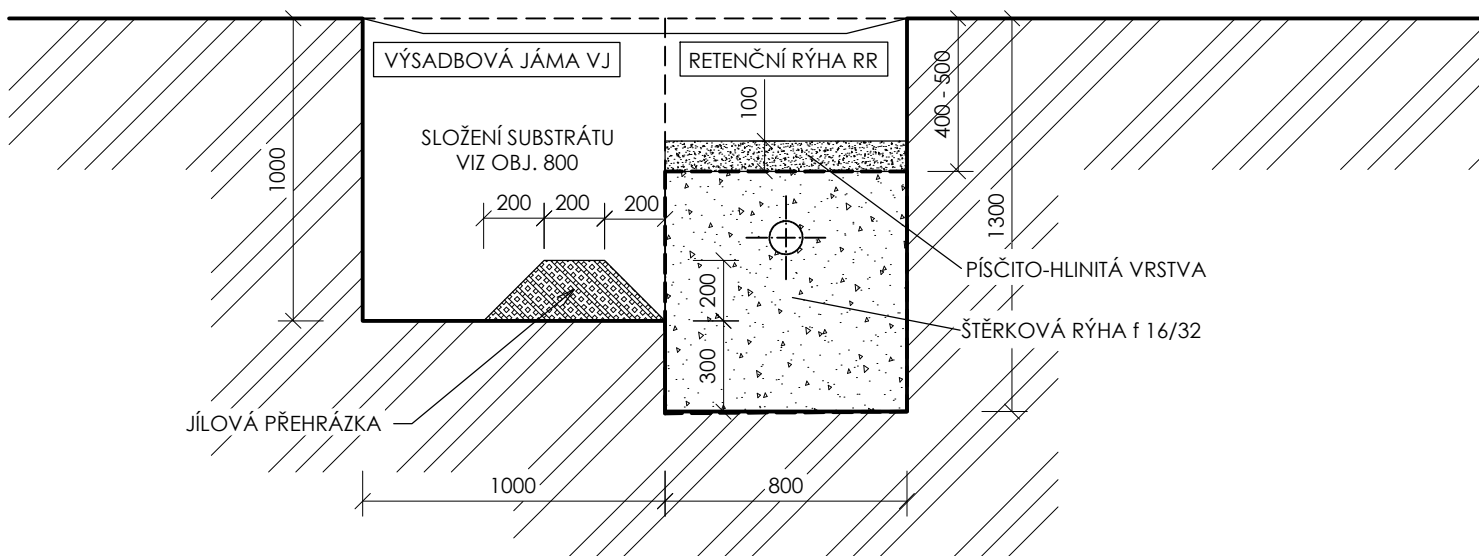 VÝSADBOVÁ JÁMA VJ
RETENČNÍ RÝHA RR
100
400 - 500
SLOŽENÍ SUBSTRÁTU
VIZ OBJ. 800
1000
200
200
200
1300
PÍSČITO-HLINITÁ VRSTVA
200
ŠTĚRKOVÁ RÝHA f 16/32
300
JÍLOVÁ PŘEHRÁZKA
1000
800